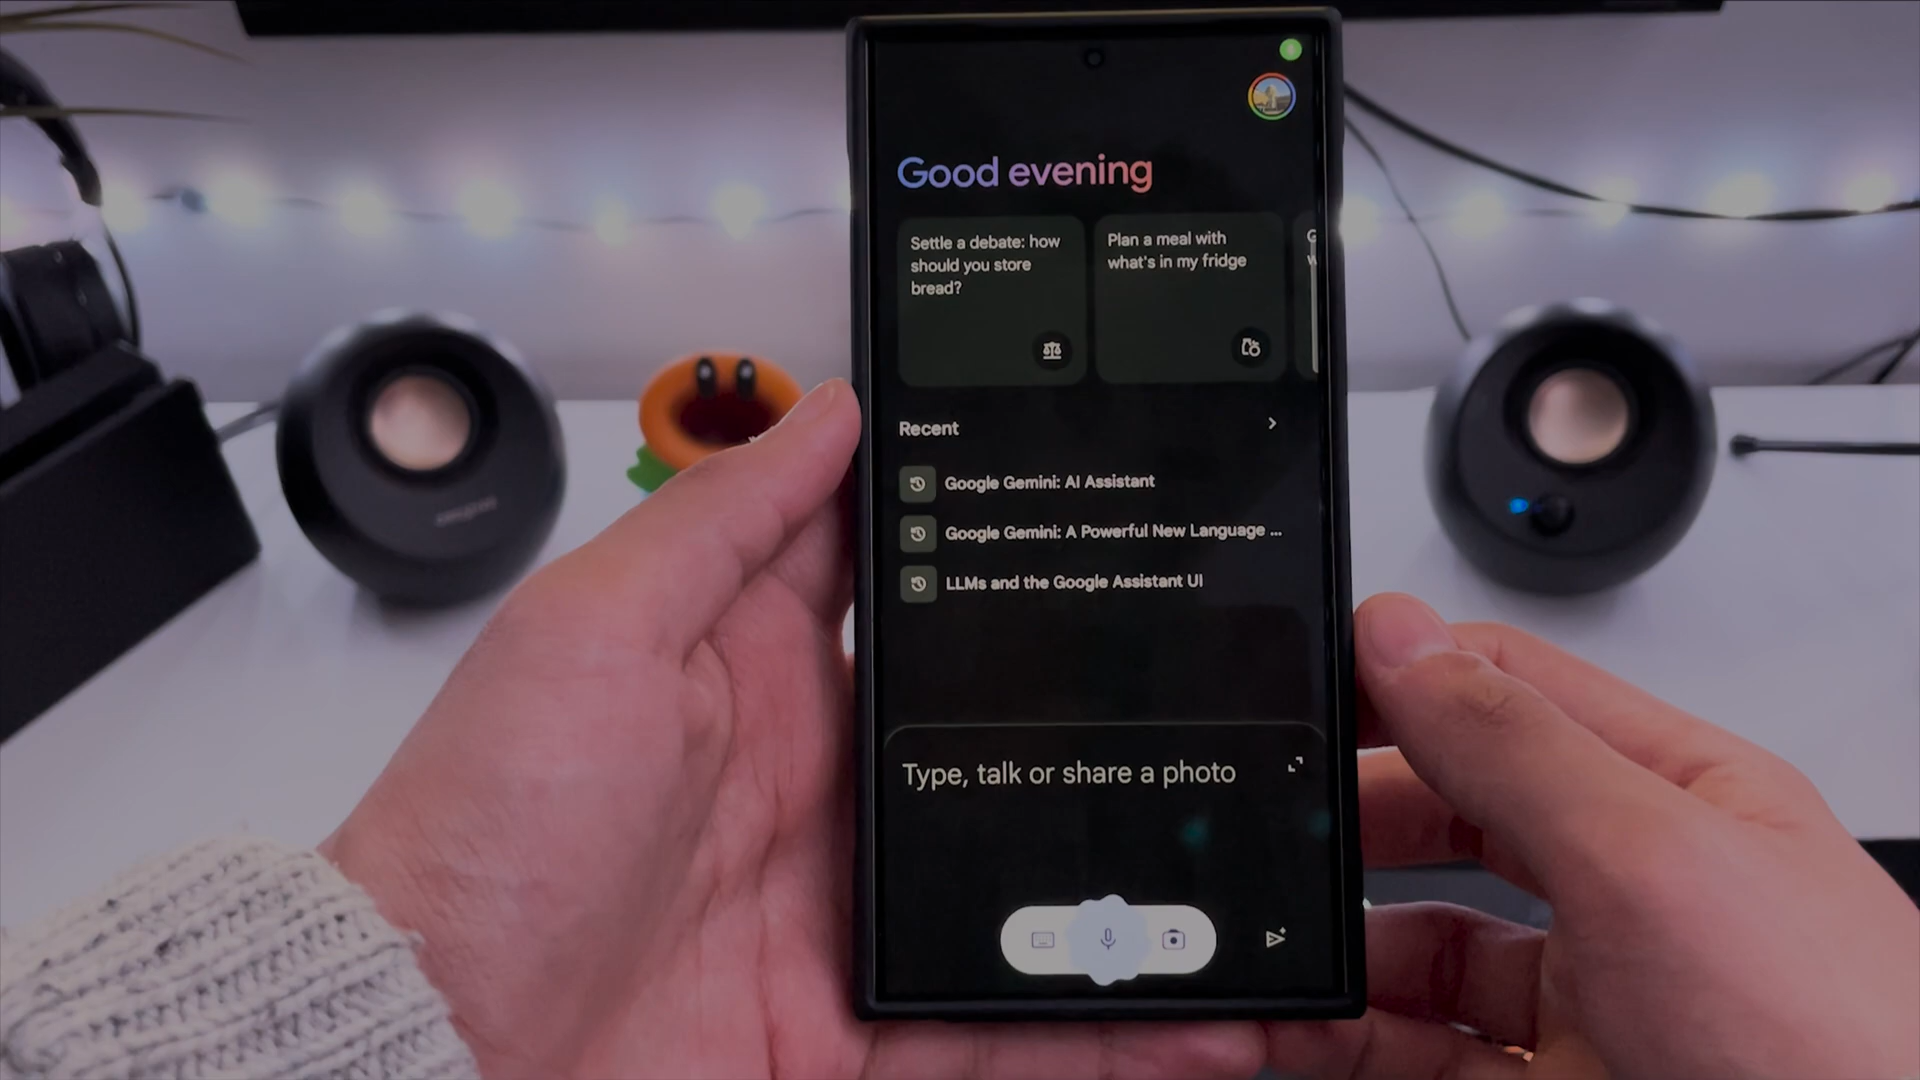 Good evening
Settle a debate: how
should you store
bread?
Plan a meal with
what's in my fridge
Recent
Google Gemini: AI Assistant
Google Gemini: A Powerful New Language ...
LLMs and the Google Assistant UI
Type, talk or share a photo